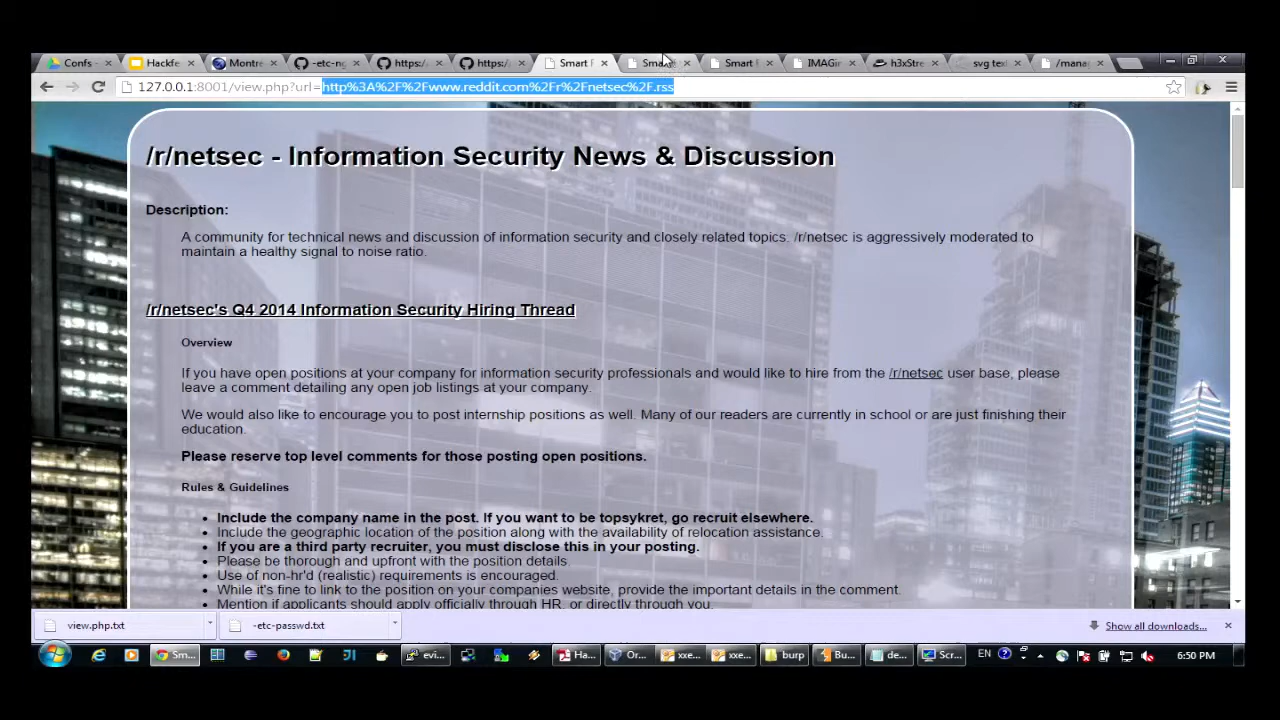 Confs -
Hackfe
Montre
-etc-ng
https:/
https:/
Smart F
Sma
Smart F
IMAGin
h3xStre
svg tex
/mana
127.0.0.1:8001/view.php?url=http%3A%2F%2Fwww.reddit.com%2Fr%2Fnetsec%2F.rss
/r/netsec - Information Security News & Discussion
Description:
A community for technical news and discussion of information security and closely related topics. /r/netsec is aggressively moderated to
maintain a healthy signal to noise ratio.
/r/netsec's Q4 2014 Information Security Hiring Thread
Overview
If you have open positions at your company for information security professionals and would like to hire from the /r/netsec user base, please
leave a comment detailing any open job listings at your company.
We would also like to encourage you to post internship positions as well. Many of our readers are currently in school or are just finishing their
education.
Please reserve top level comments for those posting open positions.
Rules & Guidelines
• Include the company name in the post. If you want to be topsykret, go recruit elsewhere.
• Include the geographic location of the position along with the availability of relocation assistance.
• If you are a third party recruiter, you must disclose this in your posting.
• Please be thorough and upfront with the position details.
• Use of non-hr'd (realistic) requirements is encouraged.
• While it's fine to link to the position on your companies website, provide the important details in the comment.
• Mention if applicants should apply officially through HR, or directly through you.
view.php.txt
-etc-passwd.txt
Show all downloads...
Sm...
evi...
Ha...
Or...
xxe...
xxe...
burp
Bu...
de...
Scr...
EN
6:50 PM